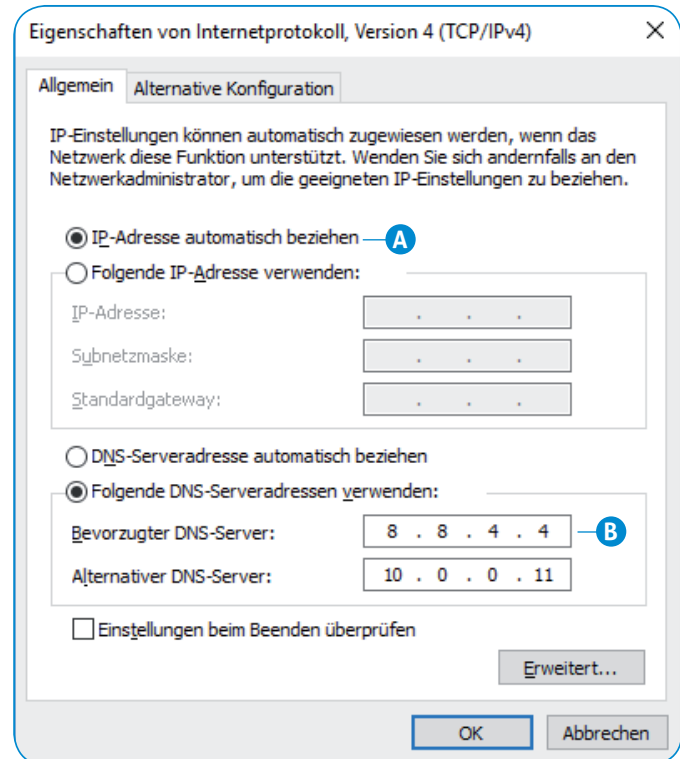 Eigenschaften von Internetprotokoll, Version 4 (TCP/IPv4)
Allgemein Alternative Konfiguration
IP-Einstellungen können automatisch zugewiesen werden, wenn das
Netzwerk diese Funktion unterstützt. Wenden Sie sich andernfalls an den
Netzwerkadministrator, um die geeigneten IP-Einstellungen zu beziehen.
IP-Adresse automatisch beziehen A
Folgende IP-Adresse verwenden:
IP-Adresse: . . .
Subnetzmaske: . . .
Standardgateway: . . .
DNS-Serveradresse automatisch beziehen
Folgende DNS-Serveradressen verwenden:
Bevorzugter DNS-Server: 8 . 8 . 4 . 4 B
Alternativer DNS-Server: 10 . 0 . 0 . 11
Einstellungen beim Beenden überprüfen
Erweitert...
OK Abbrechen